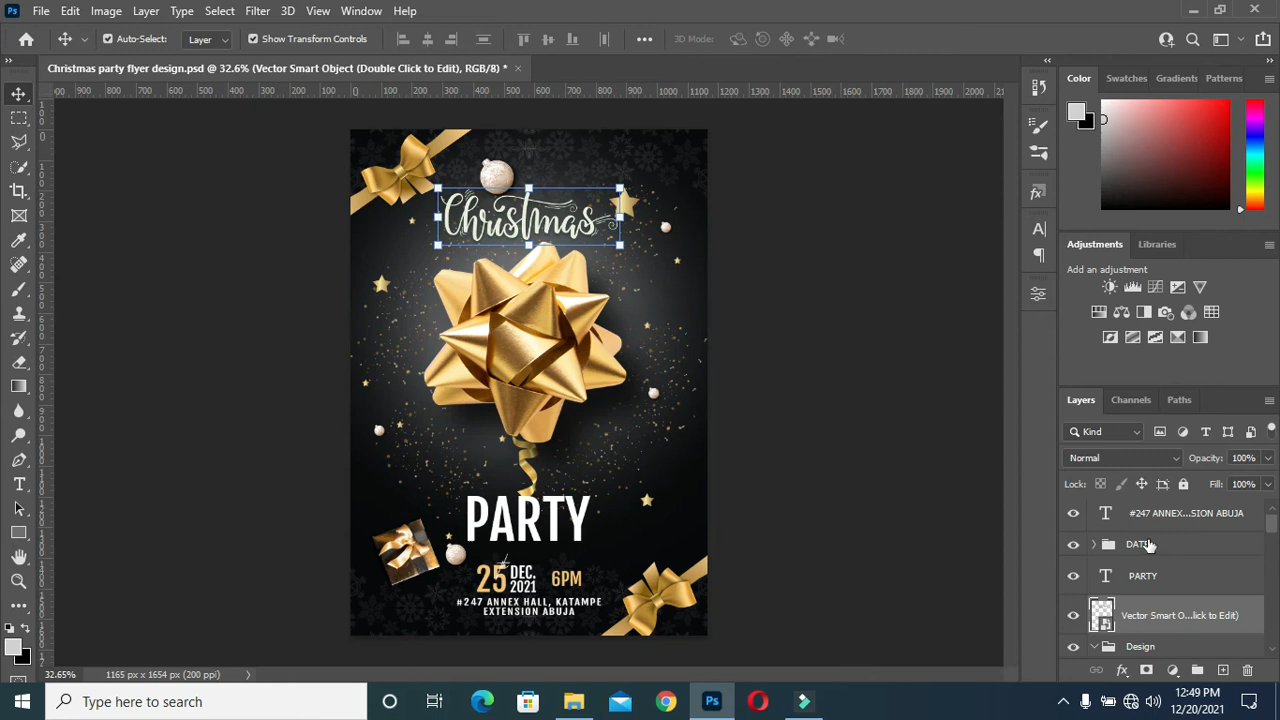 Ps File Edit Image Layer Type Select Filter 3D View Window Help
Auto-Select: Layer Show Transform Controls 3D Mode:
Christmas party flyer design.psd @ 32.6% (Vector Smart Object (Double Click to Edit), RGB/8) *
Christmas
PARTY
25 DEC. 2021 6PM
#247 ANNEX HALL, KATAMPE
EXTENSION ABUJA
32.65% 1165 px x 1654 px (200 ppi)
Color Swatches Gradients Patterns
Adjustments Libraries
Add an adjustment
Layers Channels Paths
Kind
Normal Opacity: 100%
Lock: Fill: 100%
#247 ANNEX...SION ABUJA
PARTY
Vector Smart O...lick to Edit)
Design
Type here to search
12:49 PM
12/20/2021